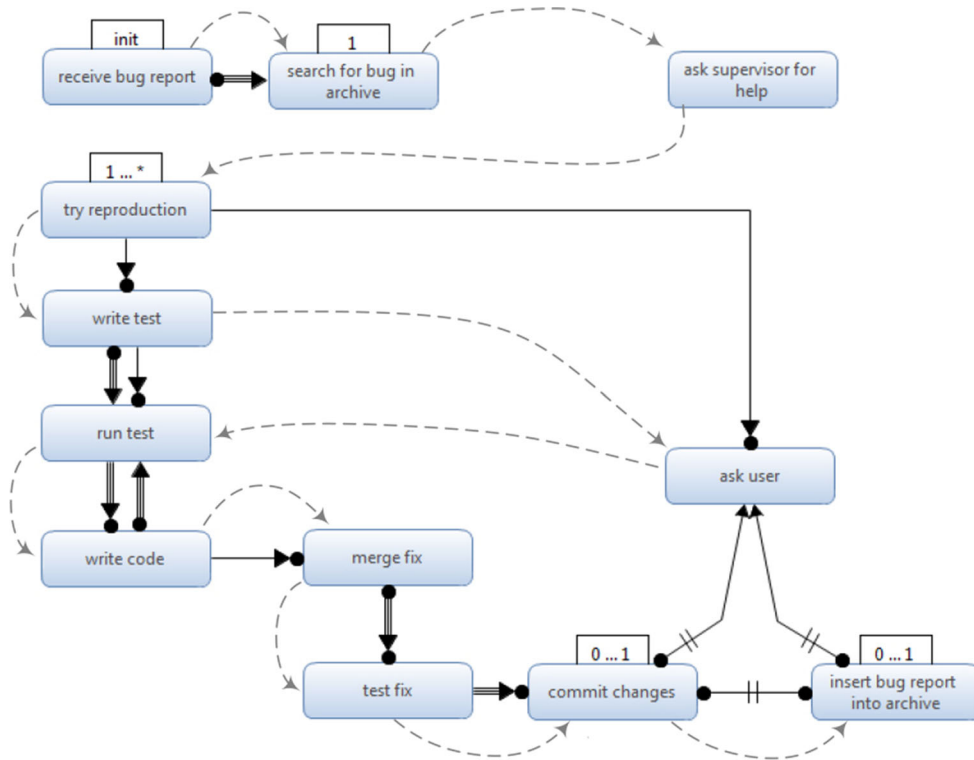 init
receive bug report
1
search for bug in
archive
ask supervisor for
help
1 ... *
try reproduction
write test
run test
ask user
write code
merge fix
0 ... 1
commit changes
0 ... 1
insert bug report
into archive
test fix